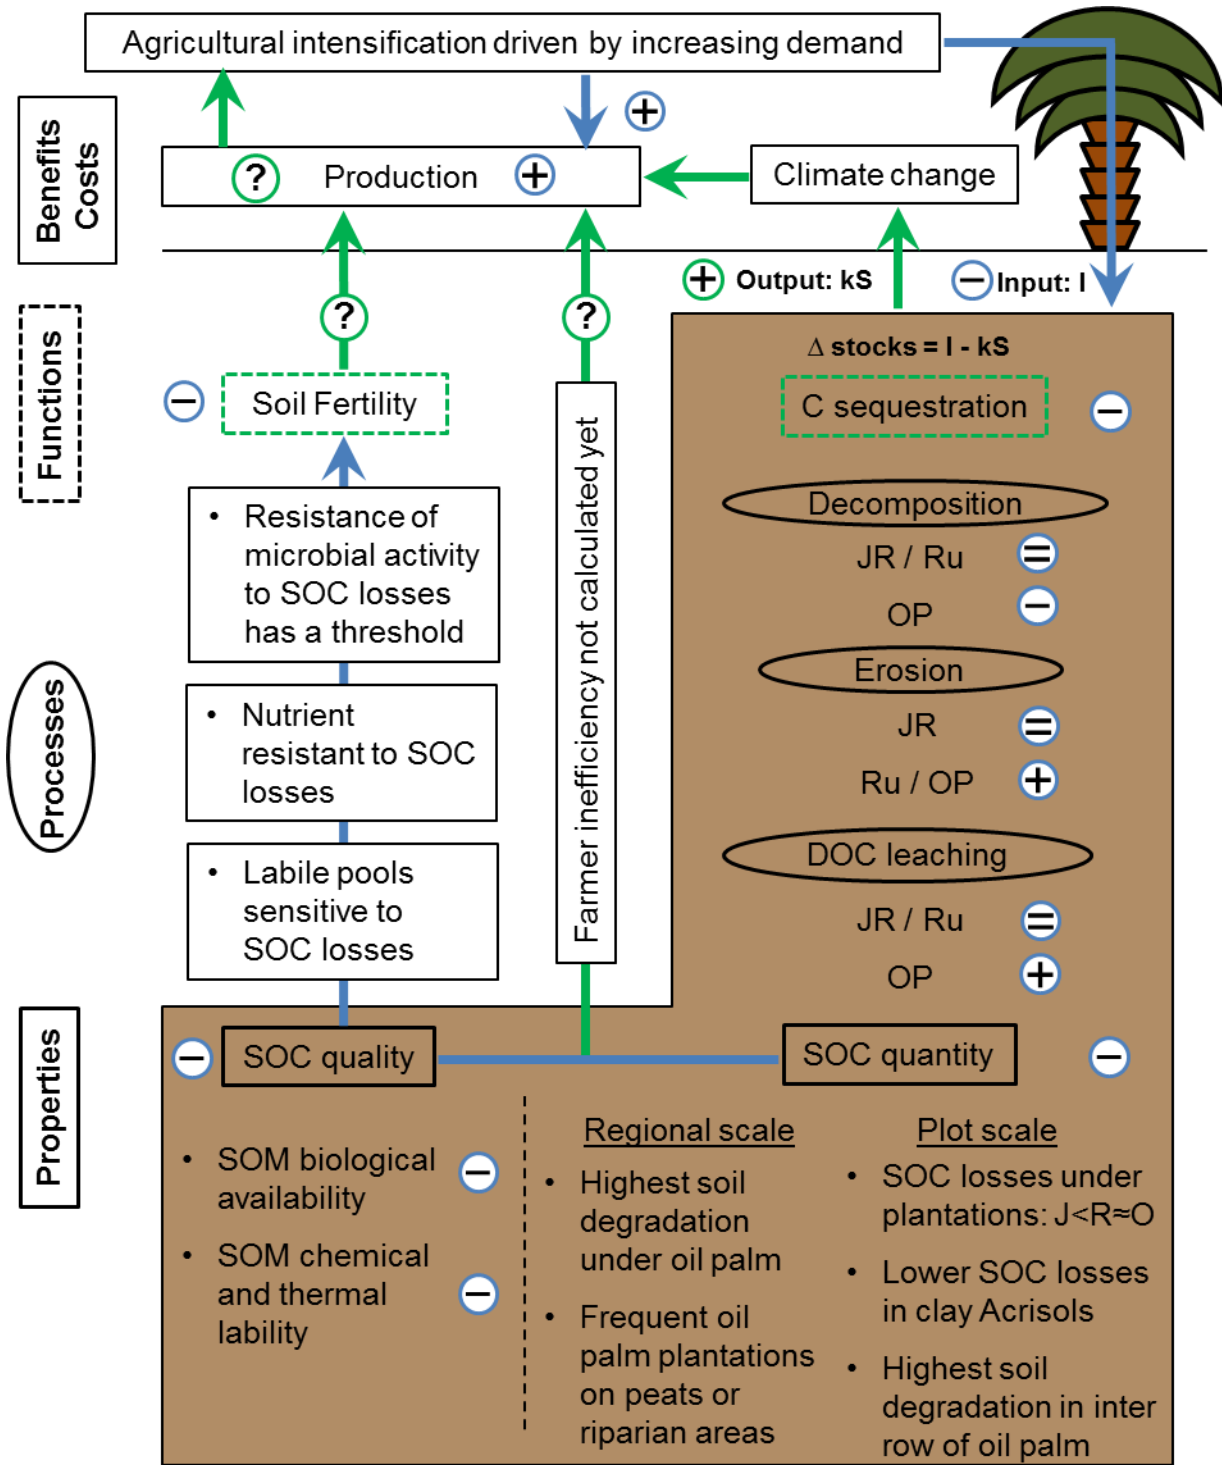 Agricultural intensification driven by increasing demand
Benefits
Costs
+
?
Production
+
Climate change
+
Output: kS
−
Input: I
Functions
?
?
Δ stocks = I - kS
−
Soil Fertility
C sequestration
−
• Resistance of
microbial activity
to SOC losses
has a threshold
Farmer inefficiency not calculated yet
Decomposition
JR / Ru =
OP −
Processes
• Nutrient
resistant to SOC
losses
Erosion
JR =
Ru / OP +
• Labile pools
sensitive to
SOC losses
DOC leaching
JR / Ru =
OP +
Properties
−
SOC quality
SOC quantity
−
• SOM biological
availability
−
• SOM chemical
and thermal
lability
−
Regional scale
• Highest soil
degradation
under oil palm
• Frequent oil
palm plantations
on peats or
riparian areas
Plot scale
• SOC losses under
plantations: J<R≈O
• Lower SOC losses
in clay Acrisols
• Highest soil
degradation in inter
row of oil palm